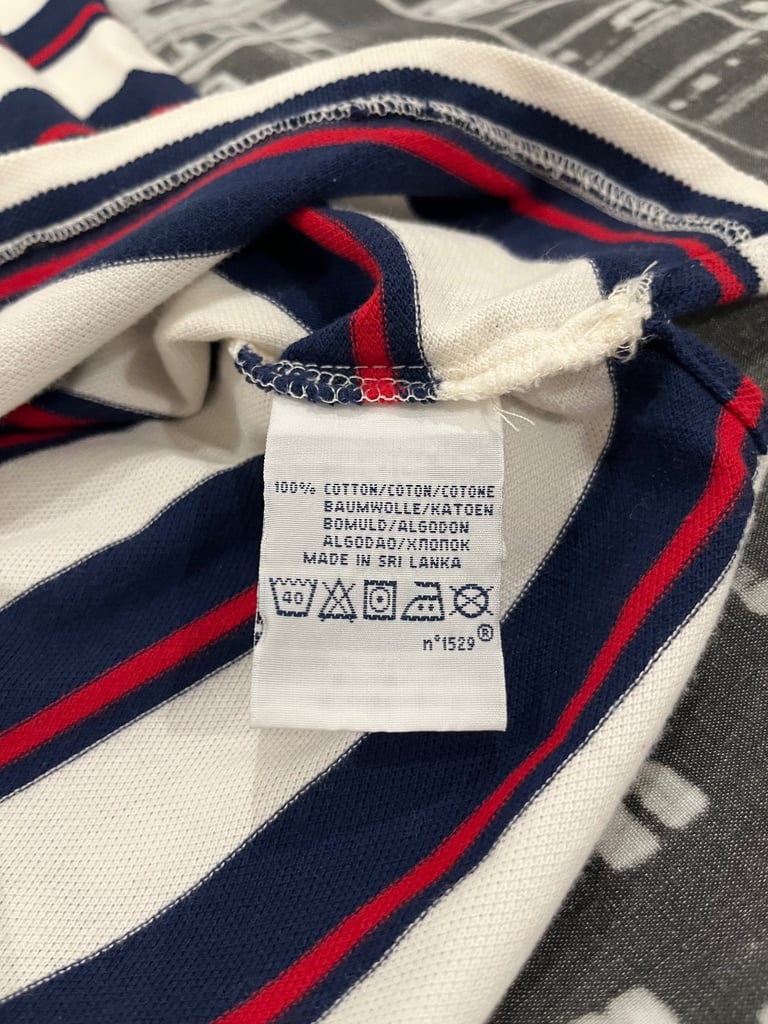 100% COTTON/COTON/COTONE
BAUMWOLLE/KATOEN
BOMULD/ALGODON
ALGODAO/ХЛОПОК
MADE IN SRI LANKA
40
n°1529®